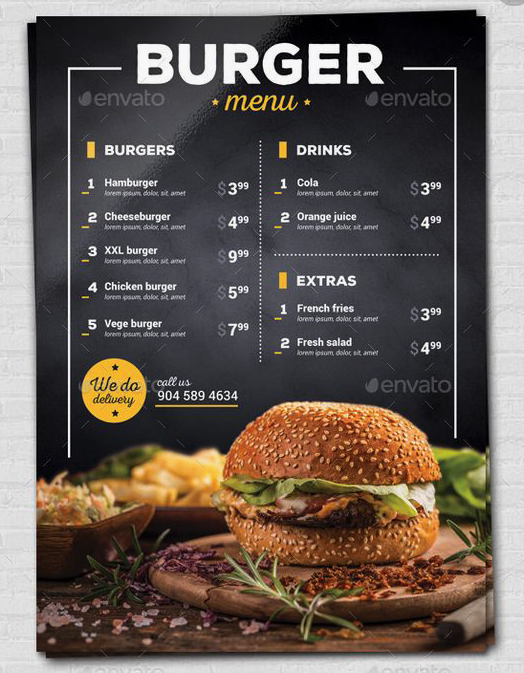 BURGER
menu
BURGERS
1 Hamburger $3.99
lorem ipsum, dolor, sit, amet
2 Cheeseburger $4.99
lorem ipsum, dolor, sit, amet
3 XXL burger $9.99
lorem ipsum, dolor, sit, amet
4 Chicken burger $5.99
lorem ipsum, dolor, sit, amet
5 Vege burger $7.99
lorem ipsum, dolor, sit, amet
We do
delivery
call us
904 589 4634
DRINKS
1 Cola $3.99
lorem ipsum, dolor, sit, amet
2 Orange juice $4.99
lorem ipsum, dolor, sit, amet
EXTRAS
1 French fries $3.99
lorem ipsum, dolor, sit, amet
2 Fresh salad $4.99
lorem ipsum, dolor, sit, amet
envato
envato
envato
envato
envato
envato